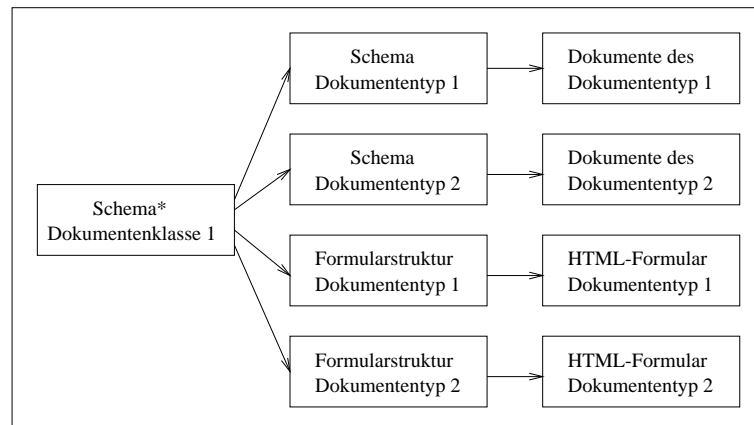 Schema
Dokumententyp 1
Dokumente des
Dokumententyp 1
Schema
Dokumententyp 2
Dokumente des
Dokumententyp 2
Schema*
Dokumentenklasse 1
Formularstruktur
Dokumententyp 1
HTML-Formular
Dokumententyp 1
Formularstruktur
Dokumententyp 2
HTML-Formular
Dokumententyp 2